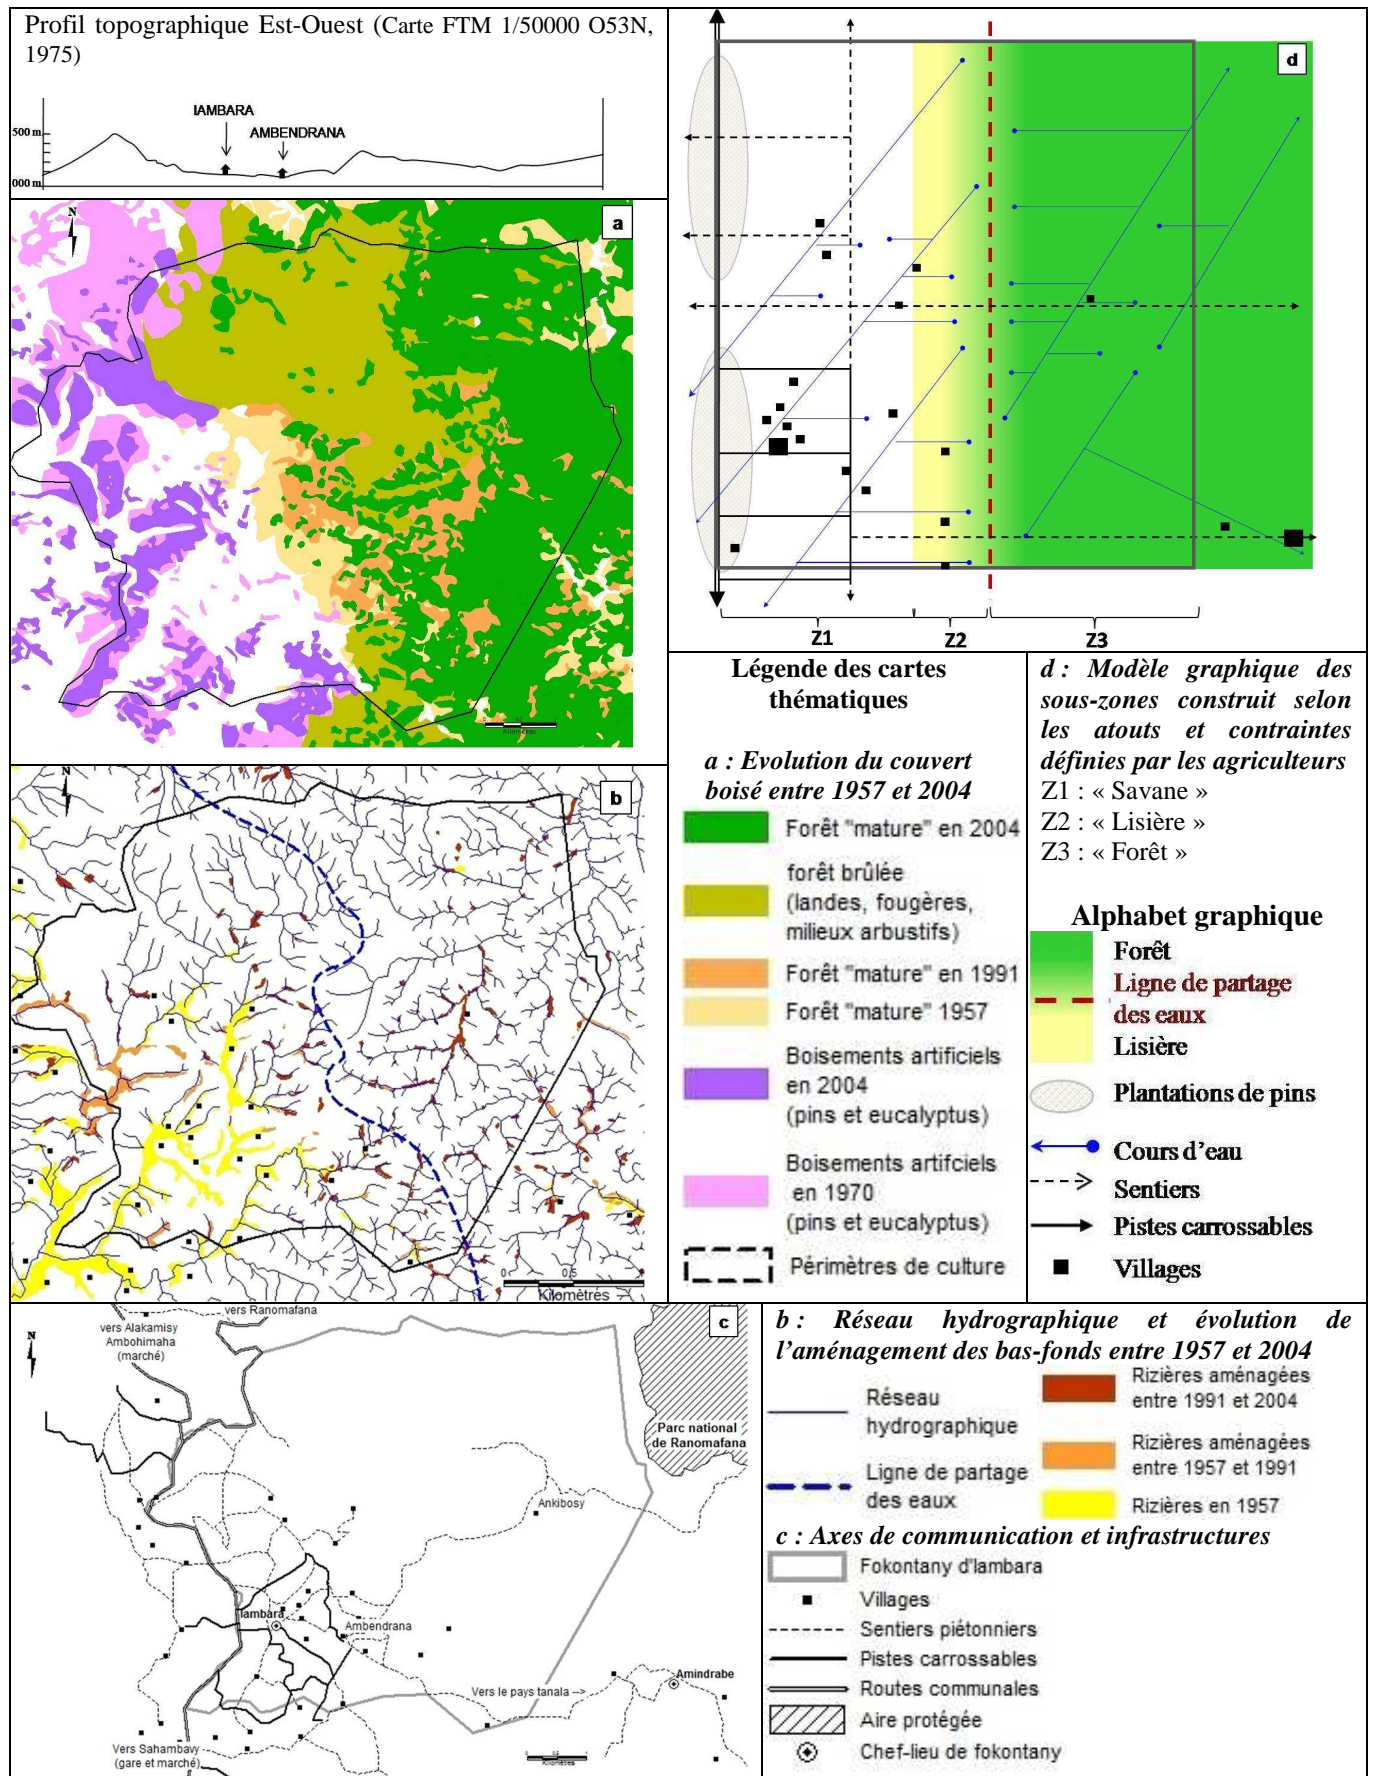 Profil topographique Est-Ouest (Carte FTM 1/50000 O53N,
1975)
IAMBARA
AMBENDRANA
500 m
000 m
N
a
Kilomètres
d
Z1
Z2
Z3
N
b
0
0,5
Kilomètres
Légende des cartes
thématiques
a : Evolution du couvert
boisé entre 1957 et 2004
Forêt "mature" en 2004
forêt brûlée
(landes, fougères,
milieux arbustifs)
Forêt "mature" en 1991
Forêt "mature" 1957
Boisements artificiels
en 2004
(pins et eucalyptus)
Boisements artifciels
en 1970
(pins et eucalyptus)
Périmètres de culture
d : Modèle graphique des
sous-zones construit selon
les atouts et contraintes
définies par les agriculteurs
Z1 : « Savane »
Z2 : « Lisière »
Z3 : « Forêt »
Alphabet graphique
Forêt
Ligne de partage
des eaux
Lisière
Plantations de pins
Cours d'eau
Sentiers
Pistes carrossables
Villages
N
c
vers Ranomafana
vers Alakamisy
Ambohimaha
(marché)
Parc national
de Ranomafana
Ankibosy
Iambara
Ambendrana
Amindrabe
Vers le pays tanala -->
Vers Sahambavy
(gare et marché)
Kilomètres
b : Réseau hydrographique et évolution de
l'aménagement des bas-fonds entre 1957 et 2004
Réseau
hydrographique
Ligne de partage
des eaux
Rizières aménagées
entre 1991 et 2004
Rizières aménagées
entre 1957 et 1991
Rizières en 1957
c : Axes de communication et infrastructures
Fokontany d'Iambara
Villages
Sentiers piétonniers
Pistes carrossables
Routes communales
Aire protégée
Chef-lieu de fokontany